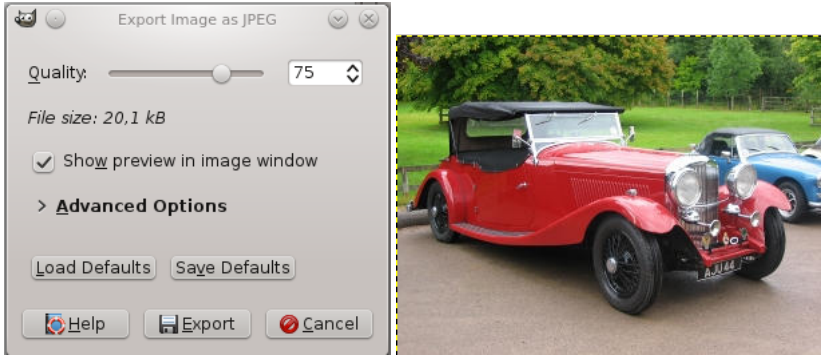 Export Image as JPEG
Quality: 75
File size: 20,1 kB
Show preview in image window
Advanced Options
Load Defaults Save Defaults
Help Export Cancel
AJU 44